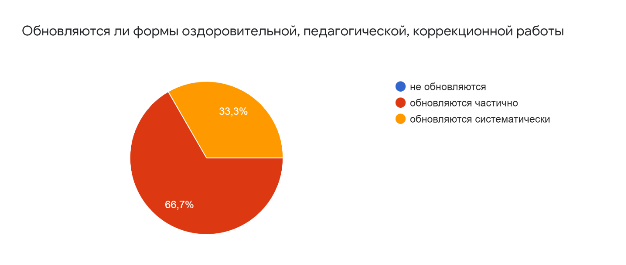 Обновляются ли формы оздоровительной, педагогической, коррекционной работы
не обновляются
обновляются частично
обновляются систематически
33,3%
66,7%